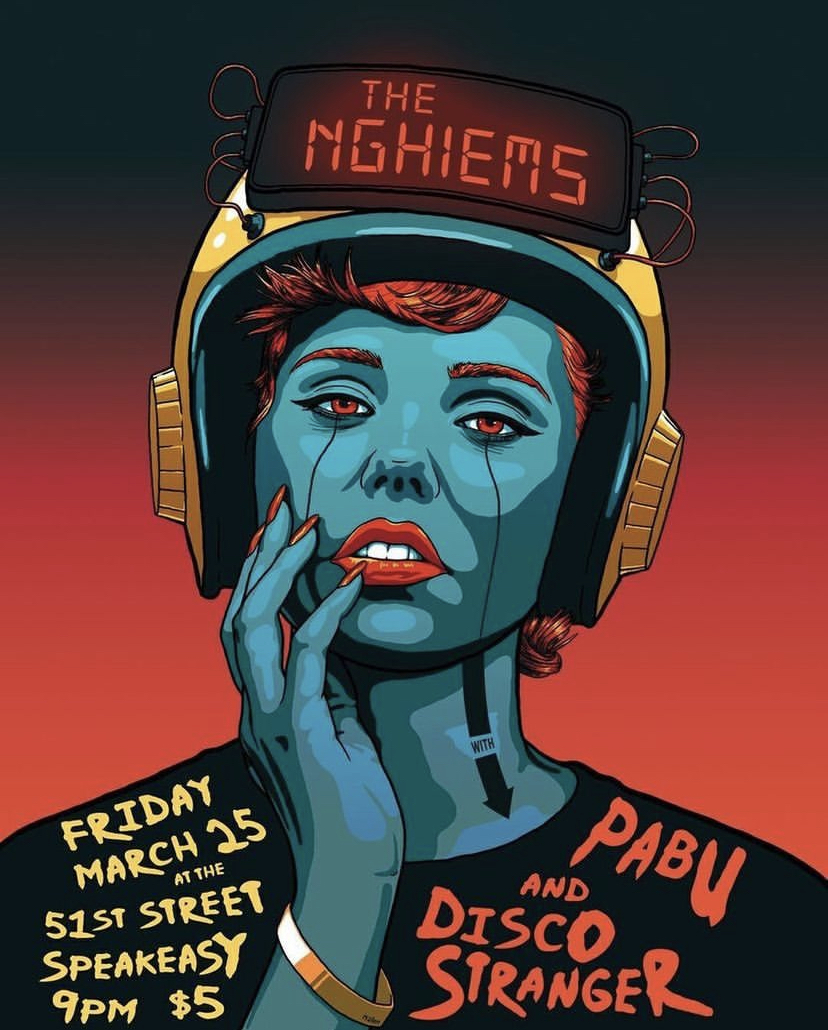 THE
NGHIEMS
WITH
FRIDAY
MARCH 25
AT THE
51ST STREET
SPEAKEASY
9PM $5
PABU
AND
DISCO
STRANGER